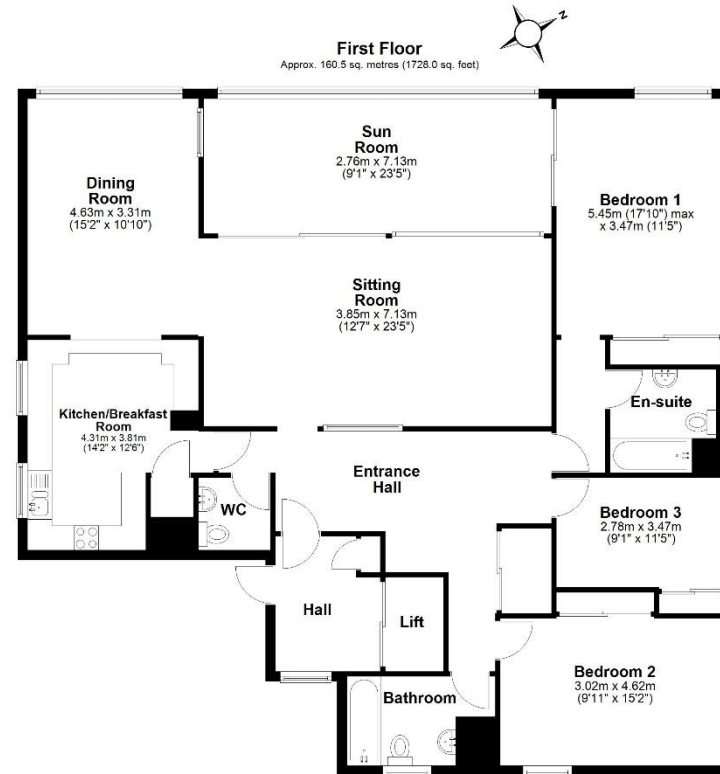 N
First Floor
Approx. 160.5 sq. metres (1728.0 sq. feet)
Sun
Room
2.76m x 7.13m
(9'1" x 23'5")
Dining
Room
4.63m x 3.31m
(15'2" x 10'10")
Bedroom 1
5.45m (17'10") max
x 3.47m (11'5")
Sitting
Room
3.85m x 7.13m
(12'7" x 23'5")
Kitchen/Breakfast
Room
4.31m x 3.81m
(14'2" x 12'6")
En-suite
Entrance
Hall
WC
Bedroom 3
2.78m x 3.47m
(9'1" x 11'5")
Hall
Lift
Bedroom 2
3.02m x 4.62m
(9'11" x 15'2")
Bathroom